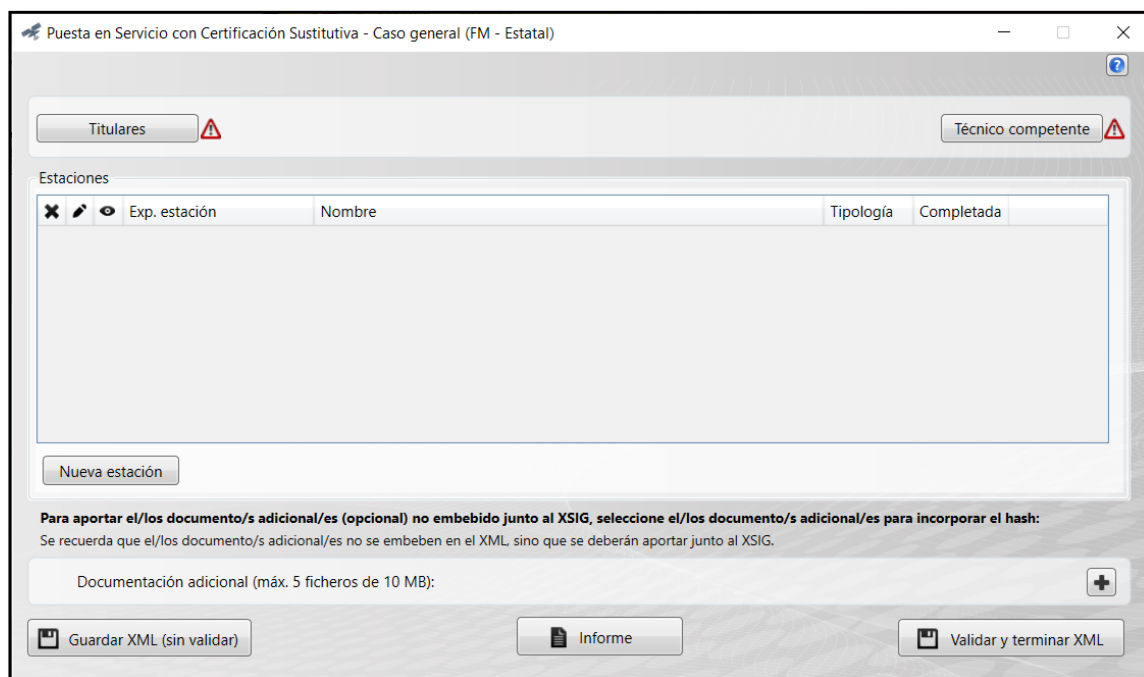 Puesta en Servicio con Certificación Sustitutiva - Caso general (FM - Estatal)
Titulares
Técnico competente
Estaciones
Exp. estación Nombre Tipología Completada
Nueva estación
Para aportar el/los documento/s adicional/es (opcional) no embebido junto al XSIG, seleccione el/los documento/s adicional/es para incorporar el hash:
Se recuerda que el/los documento/s adicional/es no se embeben en el XML, sino que se deberán aportar junto al XSIG.
Documentación adicional (máx. 5 ficheros de 10 MB):
Guardar XML (sin validar) Informe Validar y terminar XML